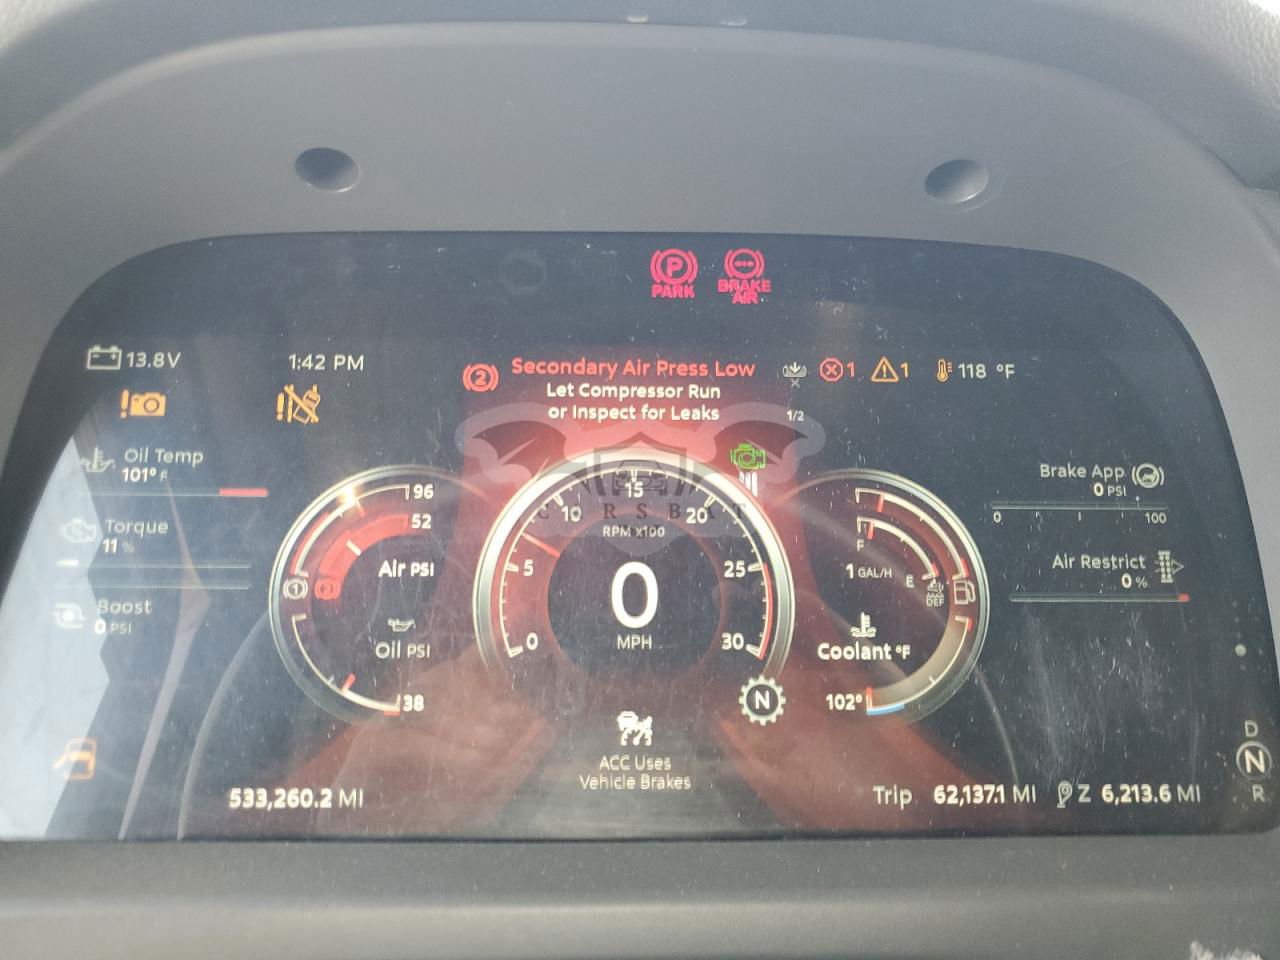 P
PARK
BRAKE
AIR
13.8V
1:42 PM
2
Secondary Air Press Low
Let Compressor Run
or Inspect for Leaks
1/2
1
1
118 °F
Oil Temp
101° F
Torque
11 %
Boost
0 PSI
96
52
Air PSI
1
2
Oil PSI
38
0
5
10
15
20
25
30
RPM x100
0
MPH
N
ACC Uses
Vehicle Brakes
F
F
1 GAL/H
E
DEF
Coolant °F
102°
Brake App
0 PSI
0
100
Air Restrict
0 %
D
N
R
533,260.2 MI
Trip 62,137.1 MI
Z 6,213.6 MI